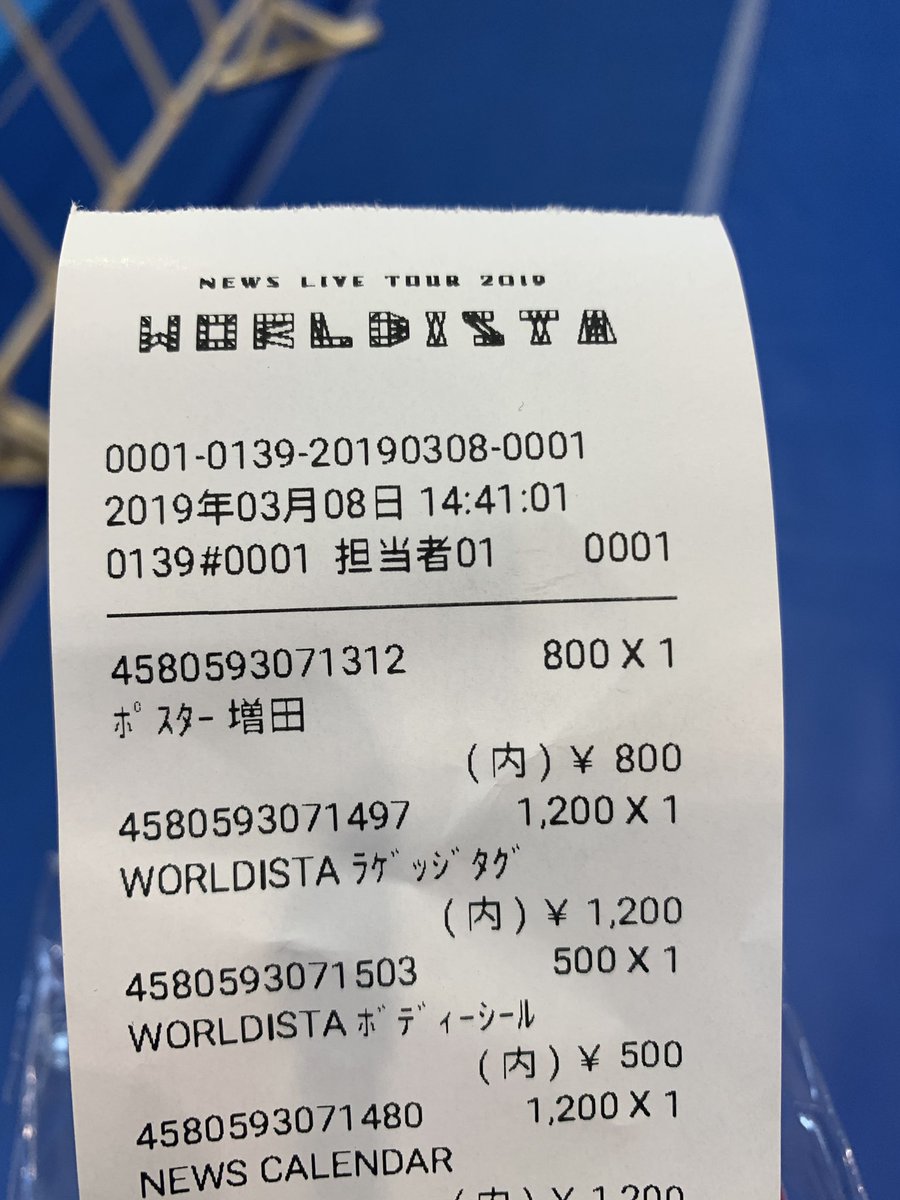 NEWS LIVE TOUR 2019
WORLDISTA
0001-0139-20190308-0001
2019年03月08日 14:41:01
0139#0001 担当者01 0001
4580593071312 800 X 1
ﾎﾟｽﾀｰ 増田
(内) ¥ 800
4580593071497 1,200 X 1
WORLDISTA ﾗｹﾞｯｼﾞﾀｸﾞ
(内) ¥ 1,200
4580593071503 500 X 1
WORLDISTA ﾎﾞﾃﾞｨｰｼｰﾙ
(内) ¥ 500
4580593071480 1,200 X 1
NEWS CALENDAR
(内) ¥ 1,200